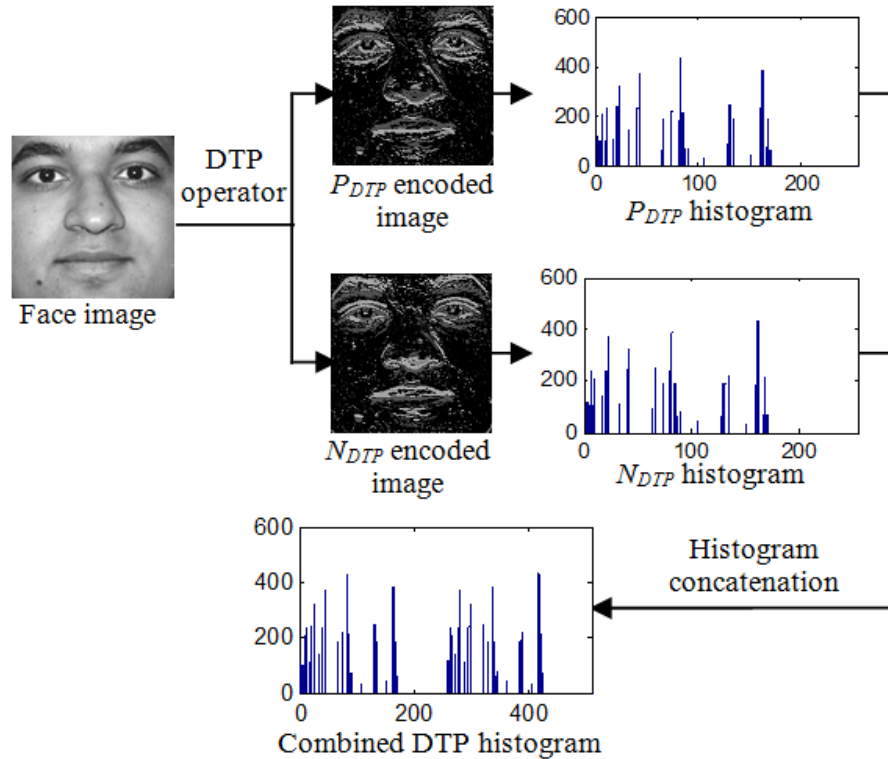 Face image
DTP
operator
P_DTP encoded
image
600
400
200
0
0 100 200
P_DTP histogram
N_DTP encoded
image
600
400
200
0
0 100 200
N_DTP histogram
Histogram
concatenation
600
400
200
0
0 200 400
Combined DTP histogram